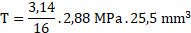 T = 3,14/16 . 2,88 MPa . 25,5 mm³